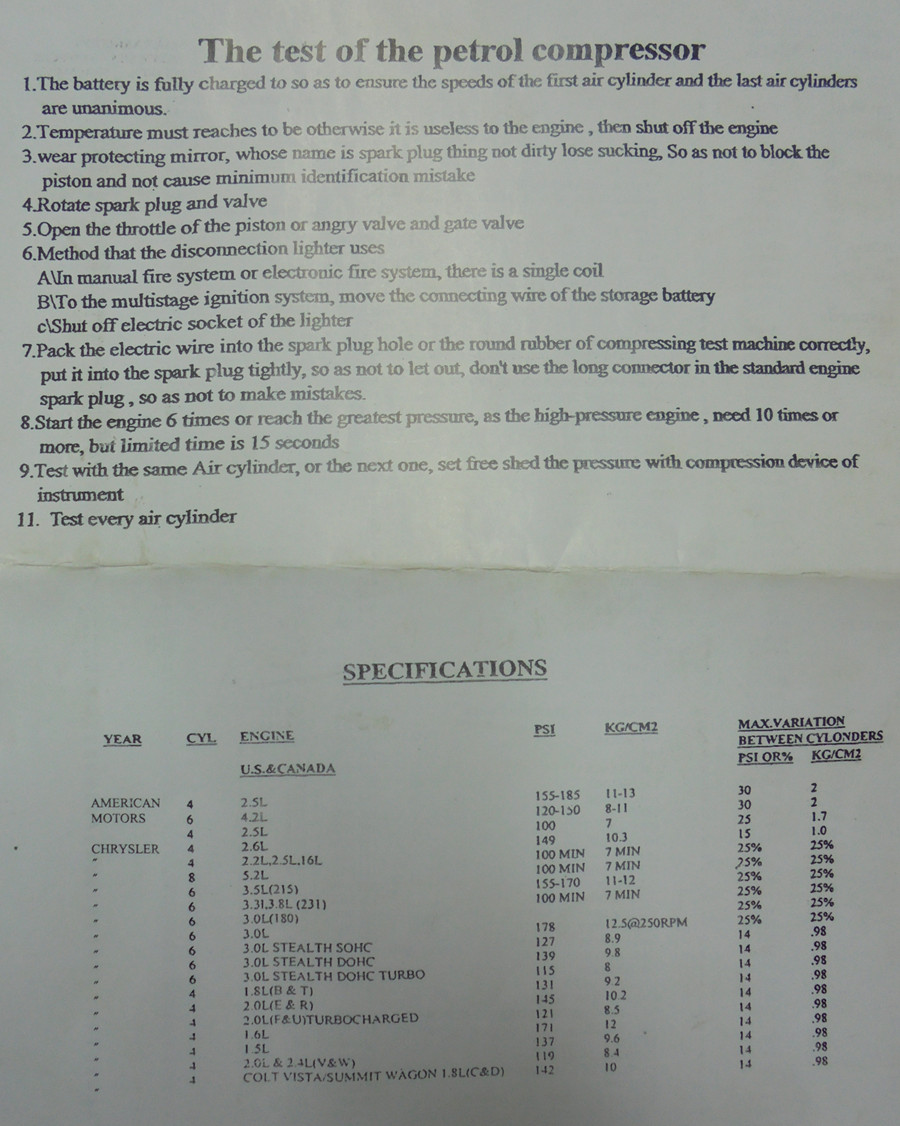 The test of the petrol compressor
1.The battery is fully charged to so as to ensure the speeds of the first air cylinder and the last air cylinders
are unanimous.
2.Temperature must reaches to be otherwise it is useless to the engine , then shut off the engine
3.wear protecting mirror, whose name is spark plug thing not dirty lose sucking, So as not to block the
piston and not cause minimum identification mistake
4.Rotate spark plug and valve
5.Open the throttle of the piston or angry valve and gate valve
6.Method that the disconnection lighter uses
A\In manual fire system or electronic fire system, there is a single coil
B\To the multistage ignition system, move the connecting wire of the storage battery
c\Shut off electric socket of the lighter
7.Pack the electric wire into the spark plug hole or the round rubber of compressing test machine correctly,
put it into the spark plug tightly, so as not to let out, don't use the long connector in the standard engine
spark plug , so as not to make mistakes.
8.Start the engine 6 times or reach the greatest pressure, as the high-pressure engine , need 10 times or
more, but limited time is 15 seconds
9.Test with the same Air cylinder, or the next one, set free shed the pressure with compression device of
instrument
11. Test every air cylinder
SPECIFICATIONS
YEAR CYL ENGINE PSI KG/CM2 MAX.VARIATION
BETWEEN CYLONDERS
U.S.&CANADA PSI OR% KG/CM2
AMERICAN 4 2.5L 155-185 11-13 30 2
MOTORS 6 4.2L 120-150 8-11 30 2
4 2.5L 100 7 25 1.7
CHRYSLER 4 2.6L 149 10.3 15 1.0
" 4 2.2L,2.5L,16L 100 MIN 7 MIN 25% 25%
" 8 5.2L 100 MIN 7 MIN 25% 25%
" 6 3.5L(215) 155-170 11-12 25% 25%
" 6 3.3l,3.8L (231) 100 MIN 7 MIN 25% 25%
" 6 3.0L(180) 25% 25%
" 6 3.0L 178 12.5@250RPM 25% 25%
" 6 3.0L STEALTH SOHC 127 8.9 14 .98
" 6 3.0L STEALTH DOHC 139 9.8 14 .98
" 6 3.0L STEALTH DOHC TURBO 115 8 14 .98
" 4 1.8L(B & T) 131 9.2 14 .98
" 4 2.0L(E & R) 145 10.2 14 .98
" 4 2.0L(F&U)TURBOCHARGED 121 8.5 14 .98
" 4 1.6L 171 12 14 .98
" 4 1.5L 137 9.6 14 .98
" 4 2.0L & 2.4L(V&W) 119 8.4 14 .98
" 4 COLT VISTA/SUMMIT WAGON 1.8L(C&D) 142 10 14 .98